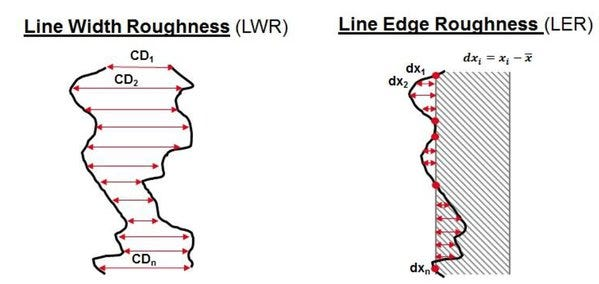 Line Width Roughness (LWR)
CD₁
CD₂
CDₙ
Line Edge Roughness (LER)
dxᵢ = xᵢ − x̅
dx₁
dx₂
dxₙ